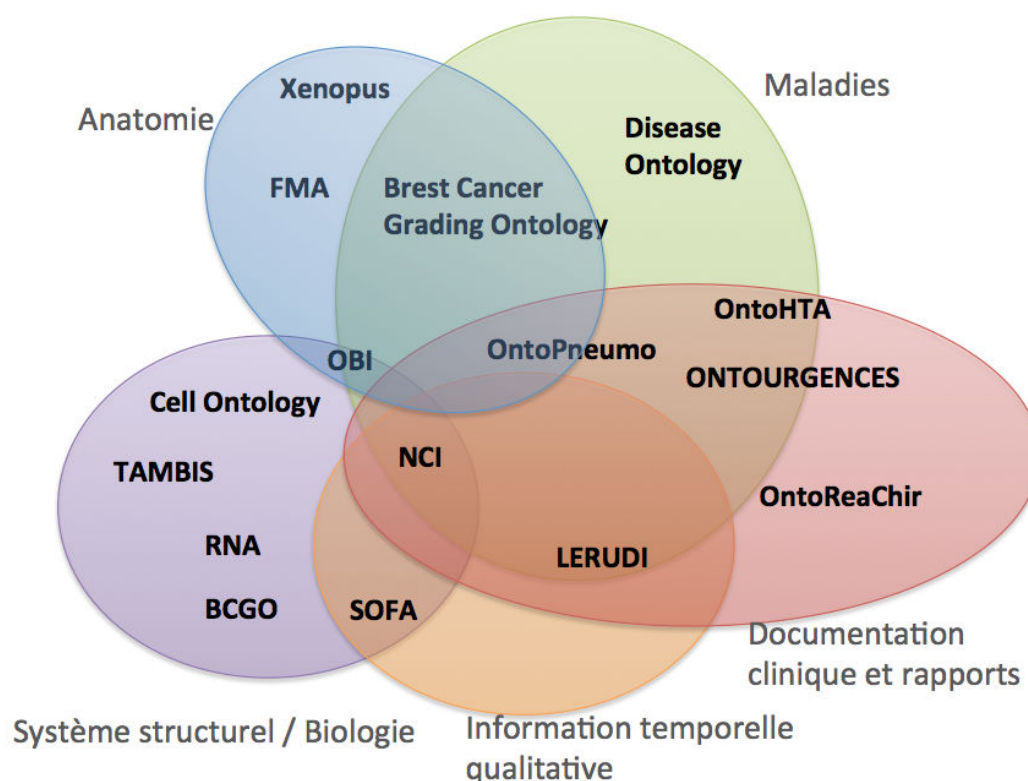 Xenopus
Maladies
Anatomie
Disease
Ontology
FMA
Brest Cancer
Grading Ontology
OntoHTA
OntoPneumo
OBI
ONTOURGENCES
Cell Ontology
NCI
TAMBIS
OntoReaChir
RNA
LERUDI
BCGO
SOFA
Documentation
clinique et rapports
Système structurel / Biologie
Information temporelle
qualitative